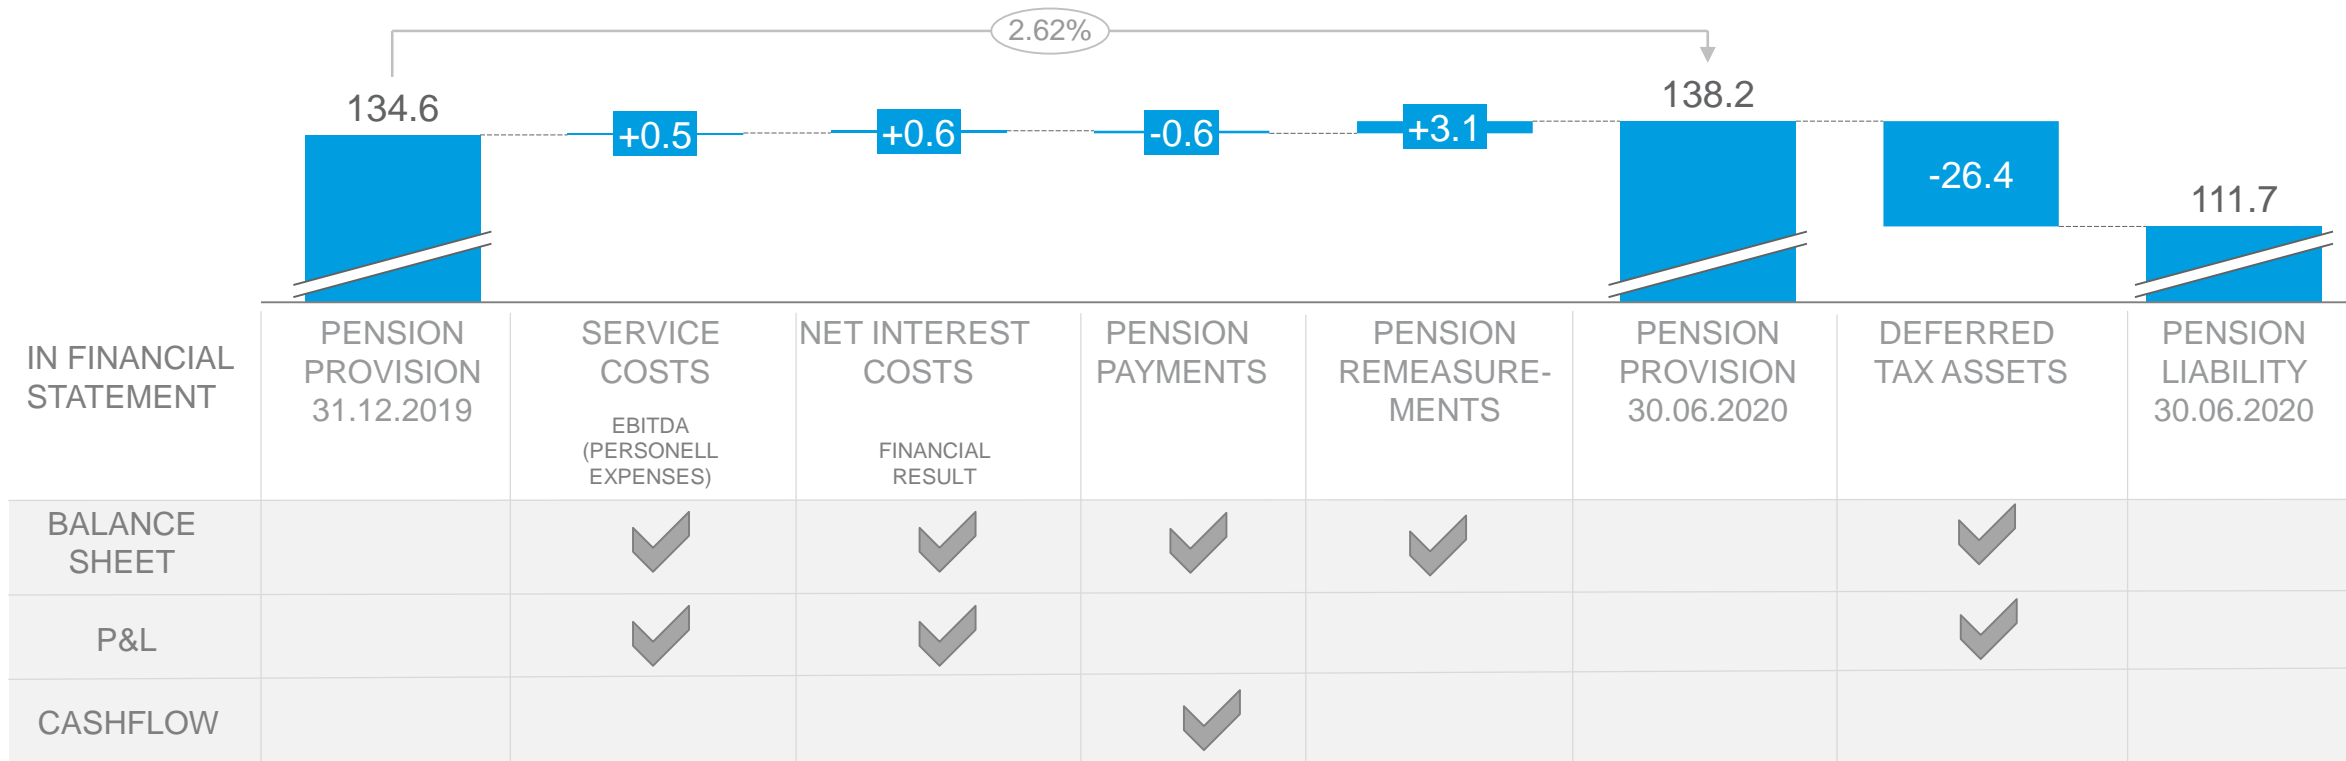 2.62%
134.6
+0.5
+0.6
-0.6
+3.1
138.2
-26.4
111.7
IN FINANCIAL
STATEMENT
PENSION
PROVISION
31.12.2019
SERVICE
COSTS
EBITDA
(PERSONELL
EXPENSES)
NET INTEREST
COSTS
FINANCIAL
RESULT
PENSION
PAYMENTS
PENSION
REMEASURE-
MENTS
PENSION
PROVISION
30.06.2020
DEFERRED
TAX ASSETS
PENSION
LIABILITY
30.06.2020
BALANCE
SHEET
P&L
CASHFLOW